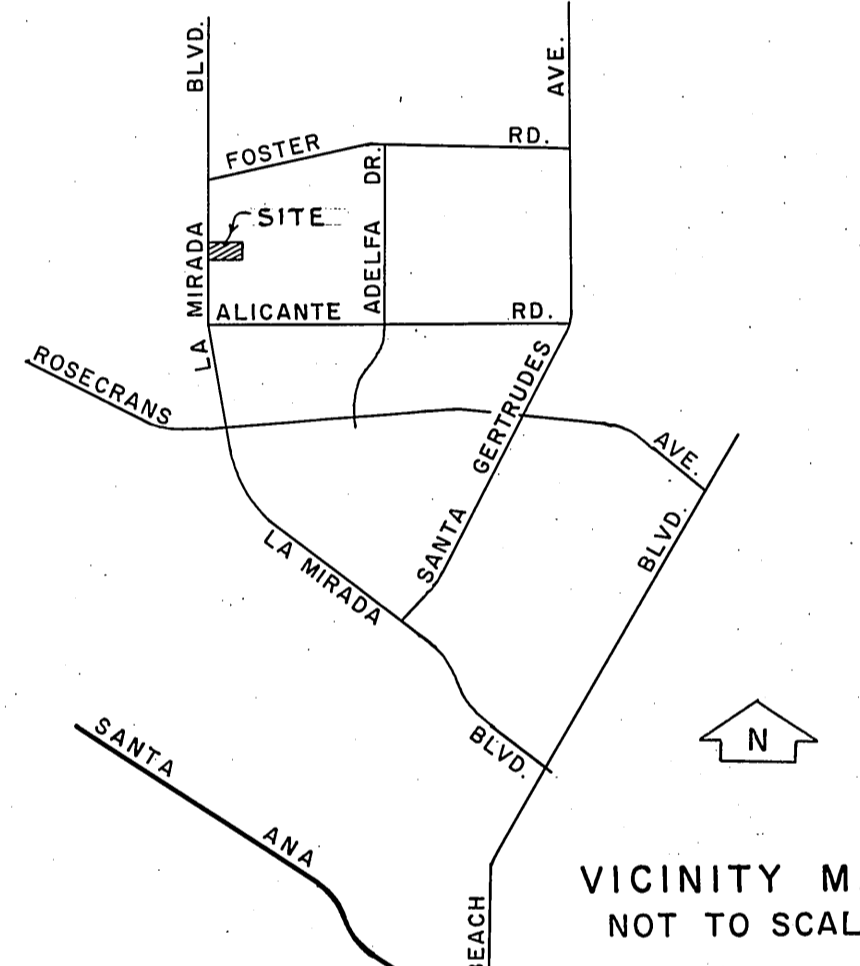 BLVD.
AVE.
FOSTER RD.
ADELFA DR.
SITE
LA MIRADA
ALICANTE RD.
ROSECRANS AVE.
SANTA GERTRUDES
LA MIRADA BLVD.
BLVD.
SANTA ANA
N
BEACH
VICINITY M
NOT TO SCAL